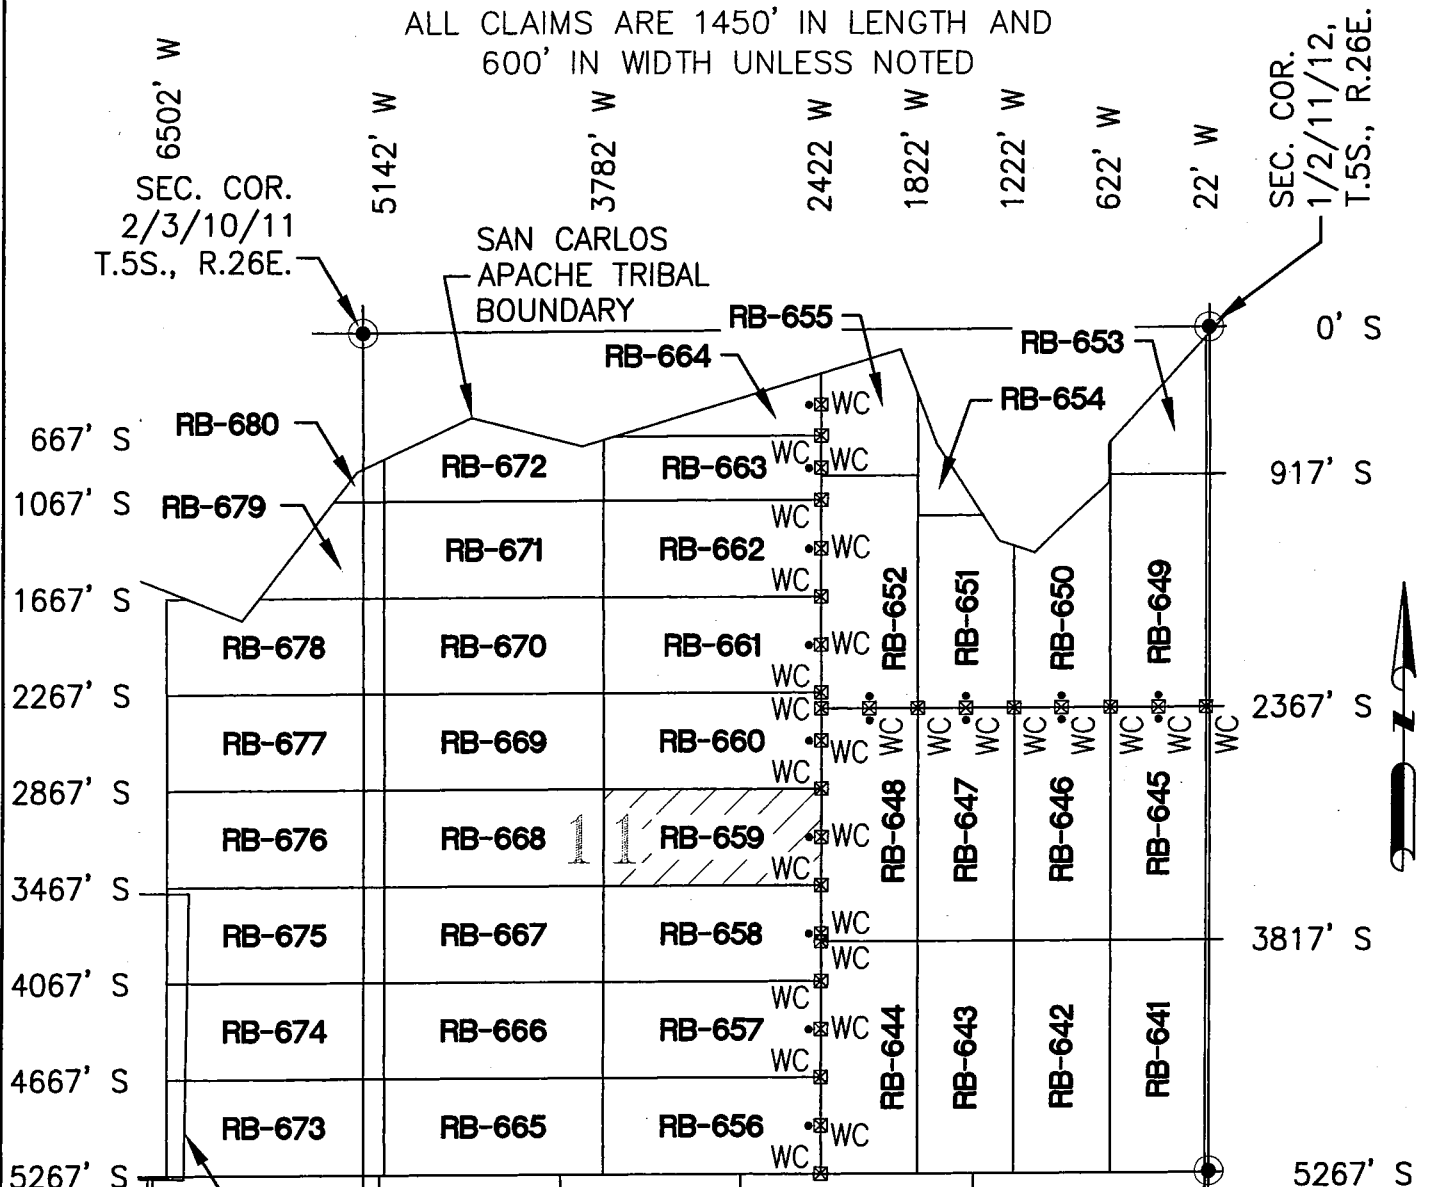 ALL CLAIMS ARE 1450' IN LENGTH AND
600' IN WIDTH UNLESS NOTED
6502' W
5142' W
3782' W
2422 W
1822' W
1222' W
622' W
22' W
SEC. COR.
1/2/11/12,
T.5S., R.26E.
SEC. COR.
2/3/10/11
T.5S., R.26E.
SAN CARLOS
APACHE TRIBAL
BOUNDARY
RB-655
0' S
RB-664
RB-653
RB-654
WC
RB-680
667' S
RB-672
RB-663
WC
WC
917' S
1067' S
RB-679
WC
RB-671
RB-662
WC
WC
1667' S
RB-652
RB-651
RB-650
RB-649
RB-678
RB-670
RB-661
WC
WC
2267' S
WC
2367' S
WC
WC
WC
WC
WC
WC
WC
WC
RB-677
RB-669
RB-660
WC
WC
2867' S
RB-648
RB-647
RB-646
RB-645
RB-676
RB-668
11
RB-659
WC
WC
3467' S
RB-675
RB-667
RB-658
WC
WC
3817' S
4067' S
WC
RB-674
RB-666
RB-657
WC
RB-644
RB-643
RB-642
RB-641
WC
4667' S
RB-673
RB-665
RB-656
WC
WC
5267' S
5267' S